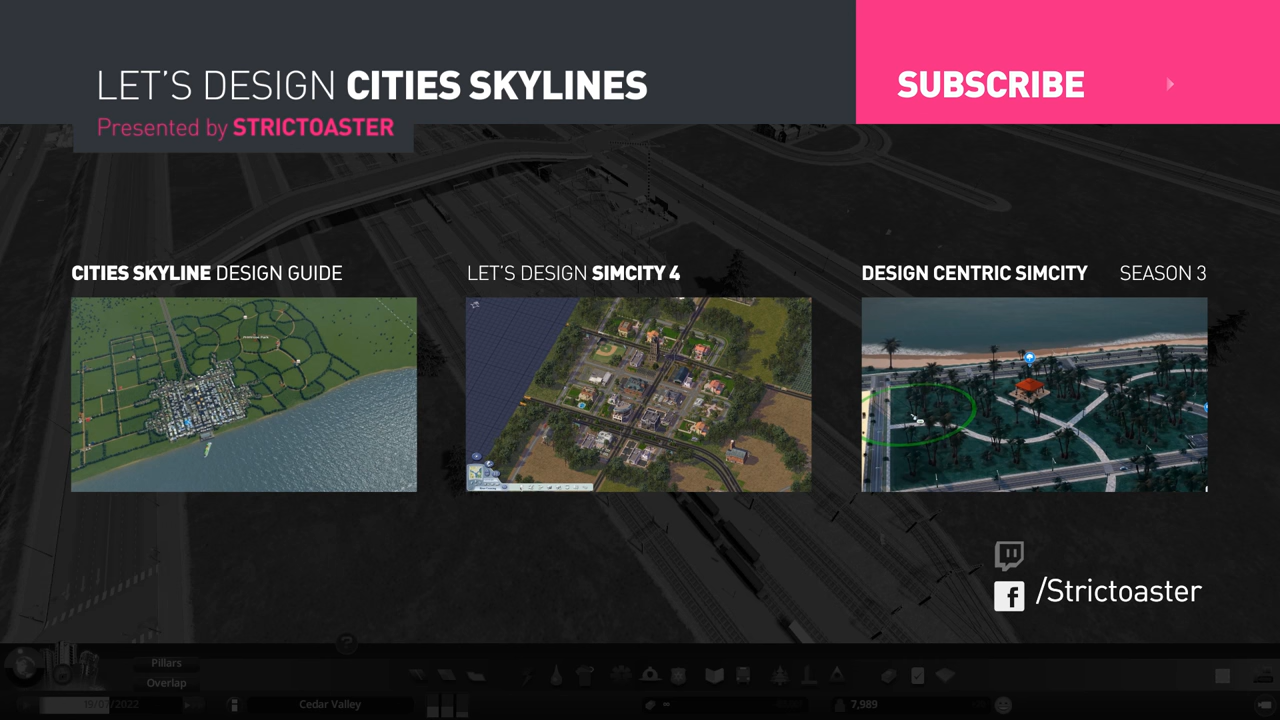 LET'S DESIGN CITIES SKYLINES
SUBSCRIBE
Presented by STRICTOASTER
CITIES SKYLINE DESIGN GUIDE
LET'S DESIGN SIMCITY 4
DESIGN CENTRIC SIMCITY SEASON 3
/Strictoaster
Pillars
Overlap
Cedar Valley
7,989